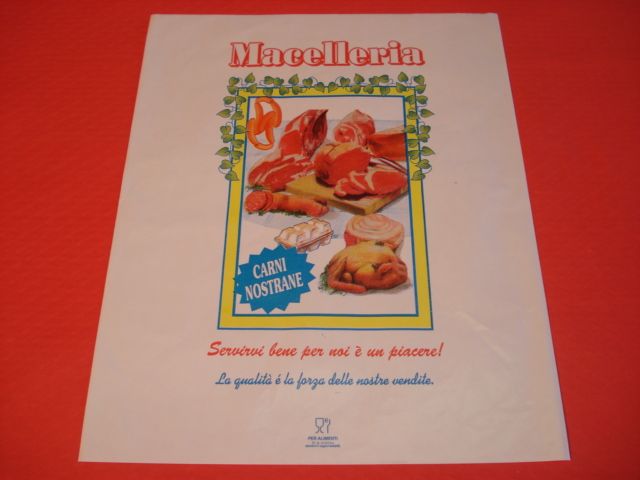 Macelleria
CARNI
NOSTRANE
Servirvi bene per noi è un piacere!
La qualità é la forza delle nostre vendite.
PER ALIMENTI